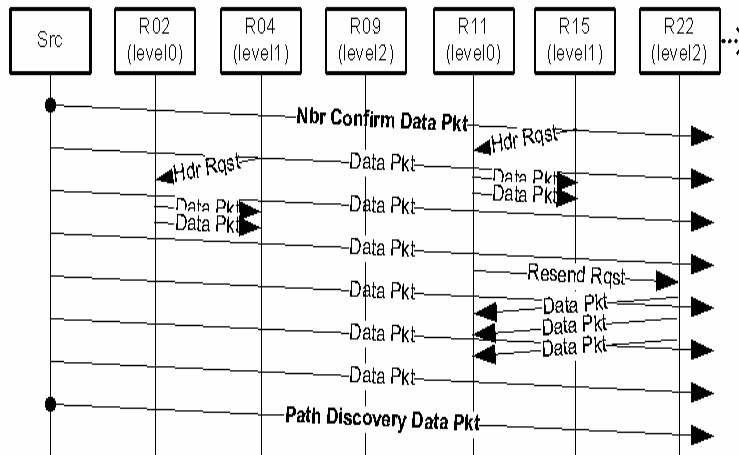 Src
R02
(level0)
R04
(level1)
R09
(level2)
R11
(level0)
R15
(level1)
R22
(level2)
Nbr Confirm Data Pkt
Hdr Rqst
Data Pkt
Hdr Rqst
Data Pkt
Data Pkt
Data Pkt
Data Pkt
Data Pkt
Data Pkt
Resend Rqst
Data Pkt
Data Pkt
Data Pkt
Data Pkt
Data Pkt
Data Pkt
Path Discovery Data Pkt